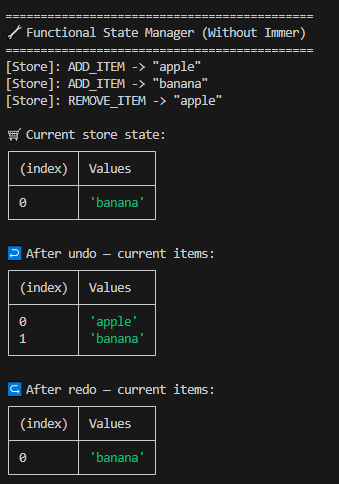 ============================================
🔧 Functional State Manager (Without Immer)
============================================
[Store]: ADD_ITEM -> "apple"
[Store]: ADD_ITEM -> "banana"
[Store]: REMOVE_ITEM -> "apple"
🛒 Current store state:
(index) Values
0 'banana'
↩️ After undo — current items:
(index) Values
0 'apple'
1 'banana'
↪️ After redo — current items:
(index) Values
0 'banana'